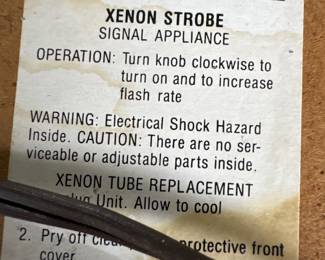 XENON STROBE
SIGNAL APPLIANCE
OPERATION: Turn knob clockwise to
turn on and to increase
flash rate
WARNING: Electrical Shock Hazard
Inside. CAUTION: There are no ser-
viceable or adjustable parts inside.
XENON TUBE REPLACEMENT
Unit. Allow to cool
2. Pry off protective front
cover